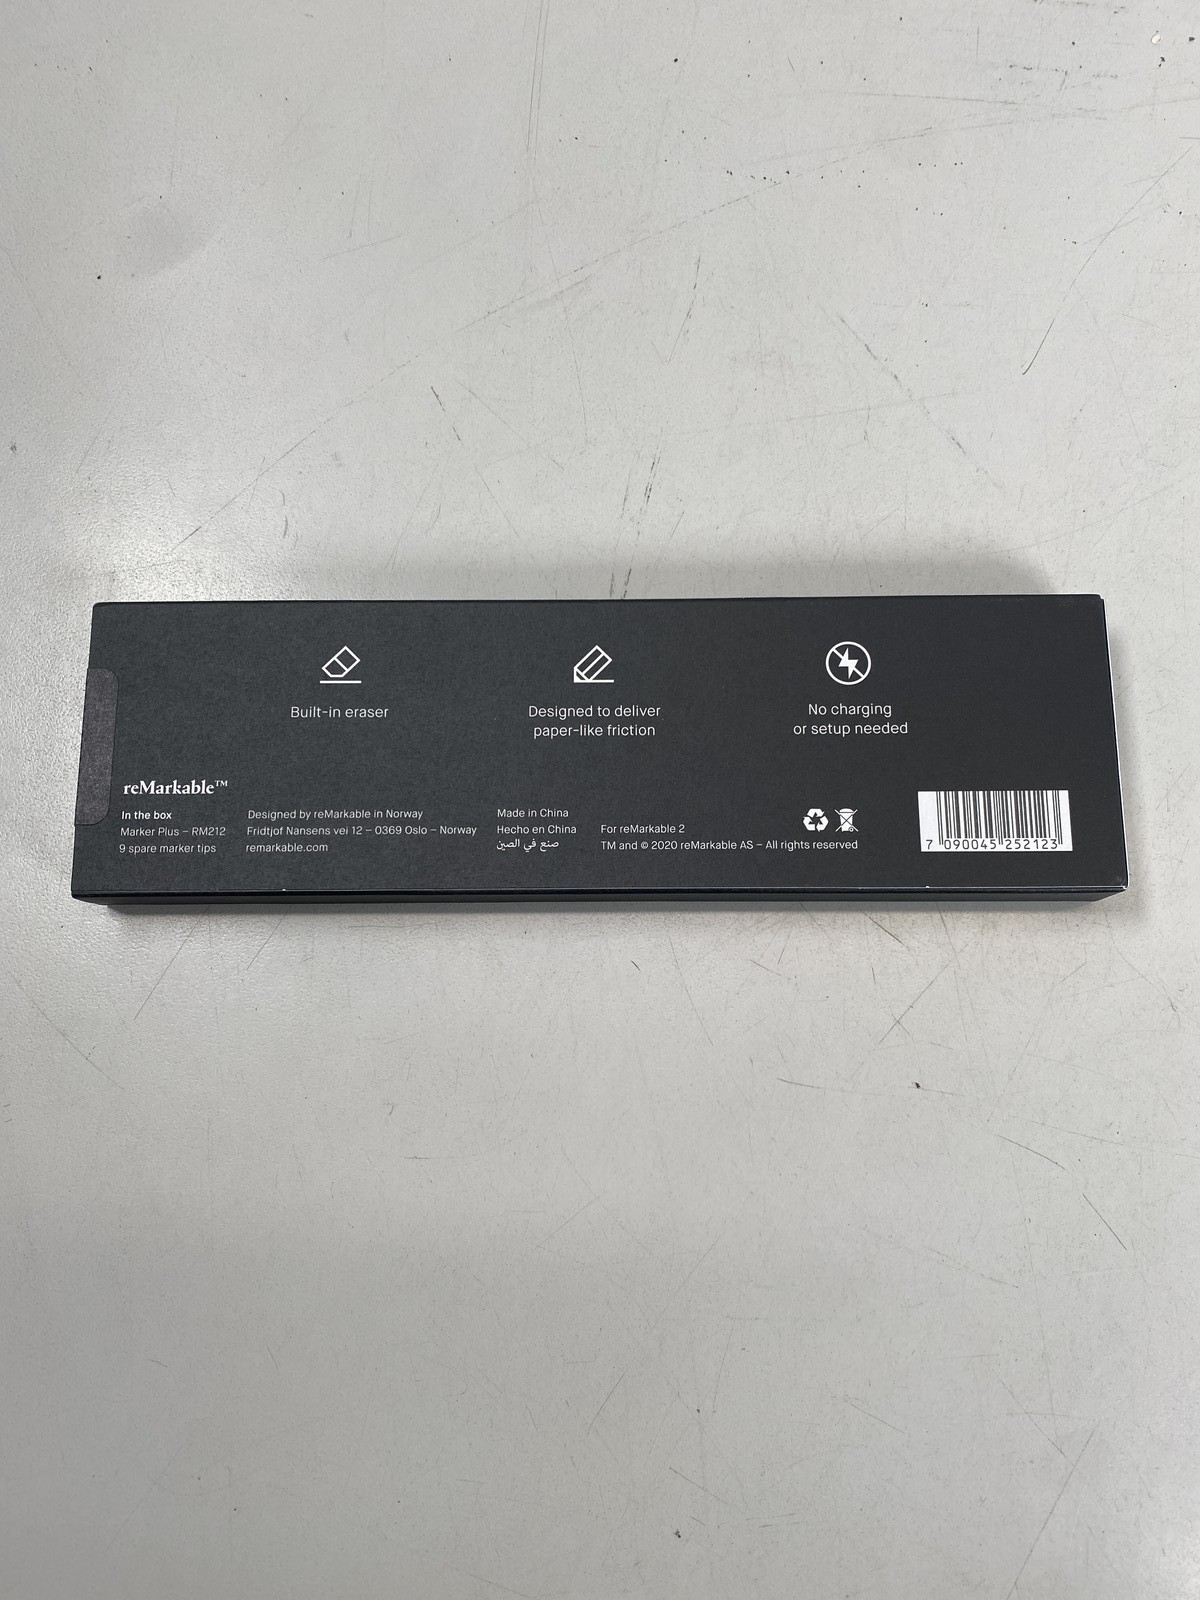 Built-in eraser
Designed to deliver
paper-like friction
No charging
or setup needed
reMarkable™
In the box
Marker Plus – RM212
9 spare marker tips
Designed by reMarkable in Norway
Fridtjof Nansens vei 12 – 0369 Oslo – Norway
remarkable.com
Made in China
Hecho en China
صنع في الصين
For reMarkable 2
TM and © 2020 reMarkable AS – All rights reserved
7 090045 252123